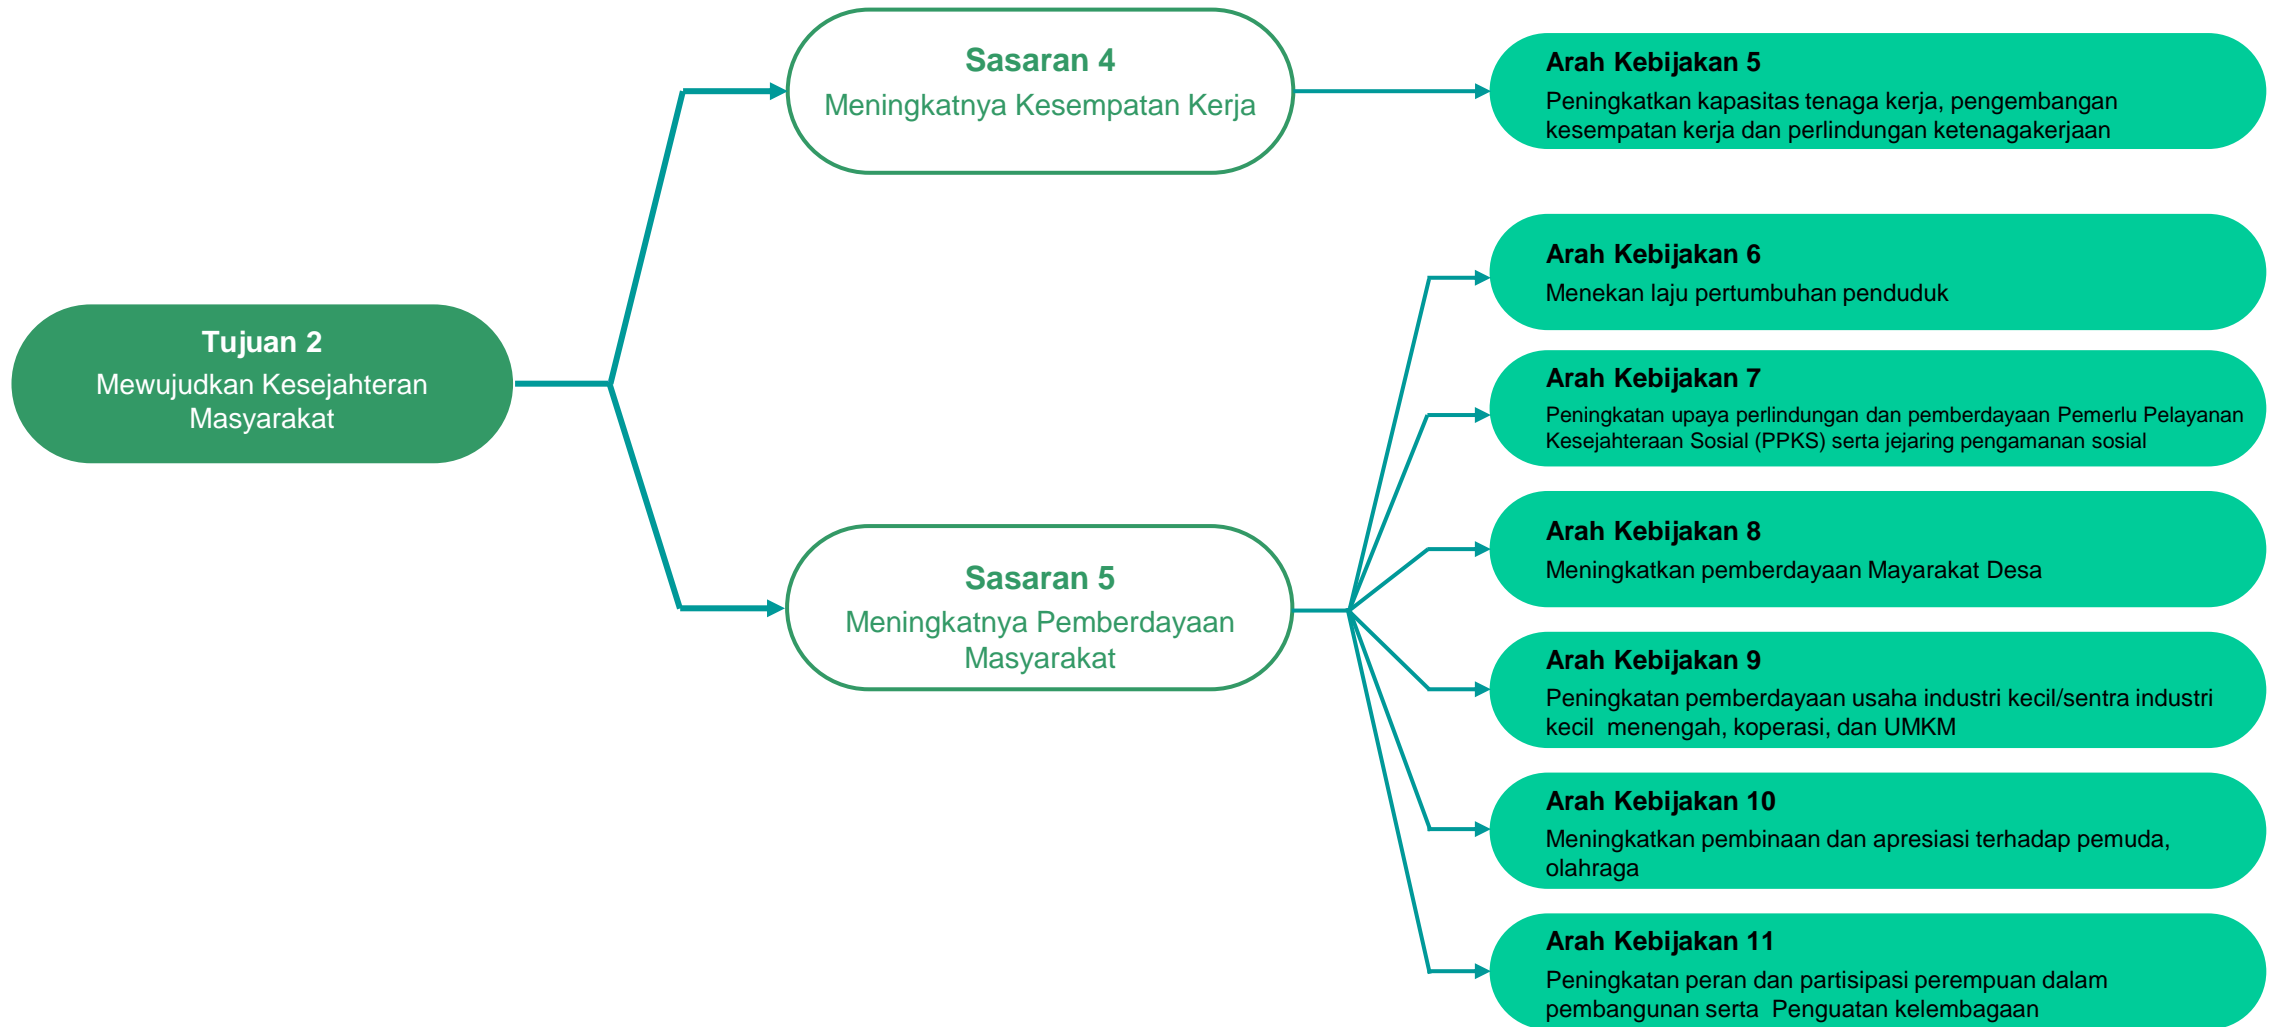 Tujuan 2
Mewujudkan Kesejahteran
Masyarakat
Sasaran 4
Meningkatnya Kesempatan Kerja
Sasaran 5
Meningkatnya Pemberdayaan
Masyarakat
Arah Kebijakan 5
Peningkatkan kapasitas tenaga kerja, pengembangan
kesempatan kerja dan perlindungan ketenagakerjaan
Arah Kebijakan 6
Menekan laju pertumbuhan penduduk
Arah Kebijakan 7
Peningkatan upaya perlindungan dan pemberdayaan Pemerlu Pelayanan
Kesejahteraan Sosial (PPKS) serta jejaring pengamanan sosial
Arah Kebijakan 8
Meningkatkan pemberdayaan Mayarakat Desa
Arah Kebijakan 9
Peningkatan pemberdayaan usaha industri kecil/sentra industri
kecil  menengah, koperasi, dan UMKM
Arah Kebijakan 10
Meningkatkan pembinaan dan apresiasi terhadap pemuda,
olahraga
Arah Kebijakan 11
Peningkatan peran dan partisipasi perempuan dalam
pembangunan serta  Penguatan kelembagaan